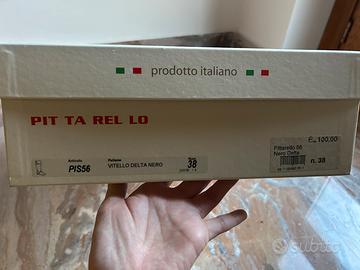 prodotto italiano
PIT TA REL LO
E. 100,00
Pittarello 56
Nero Delta
n. 38
Articolo
PIS56
Pellame
VITELLO DELTA NERO
38
subito